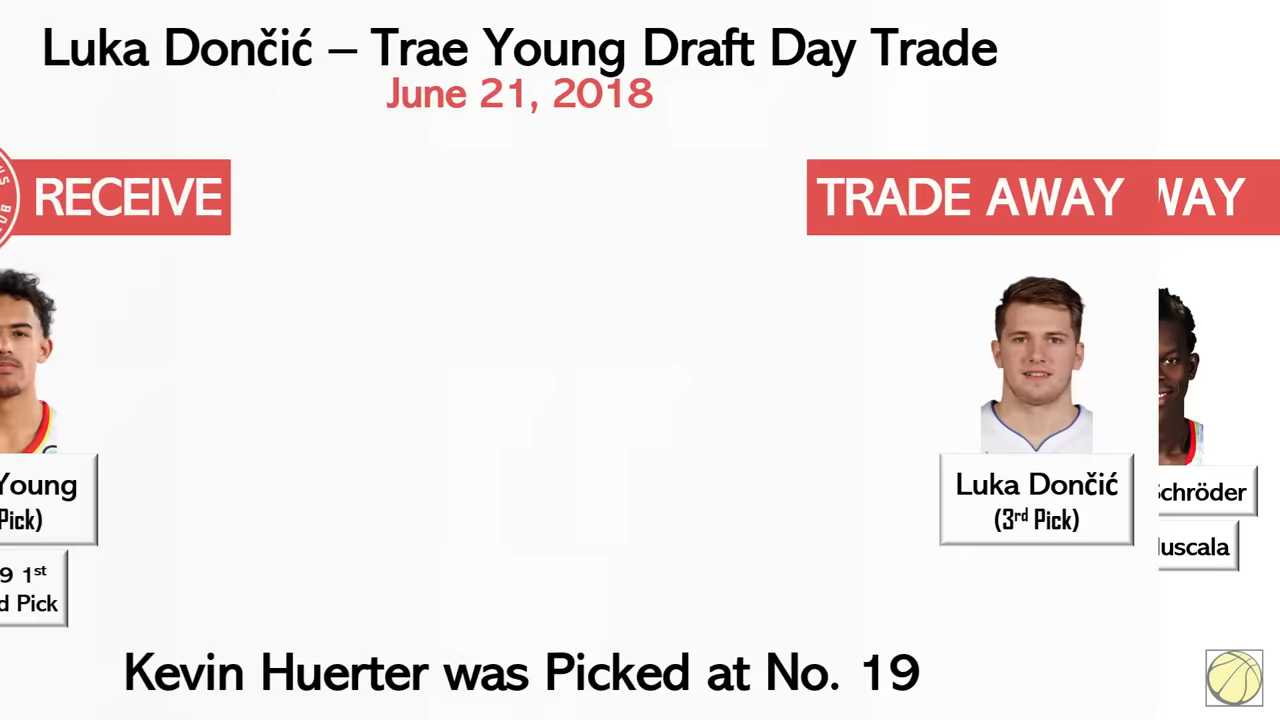 Luka Dončić – Trae Young Draft Day Trade
June 21, 2018
RECEIVE
TRADE AWAY
WAY
Young
Pick)
9 1st
d Pick
Luka Dončić
(3rd Pick)
Schröder
uscala
Kevin Huerter was Picked at No. 19